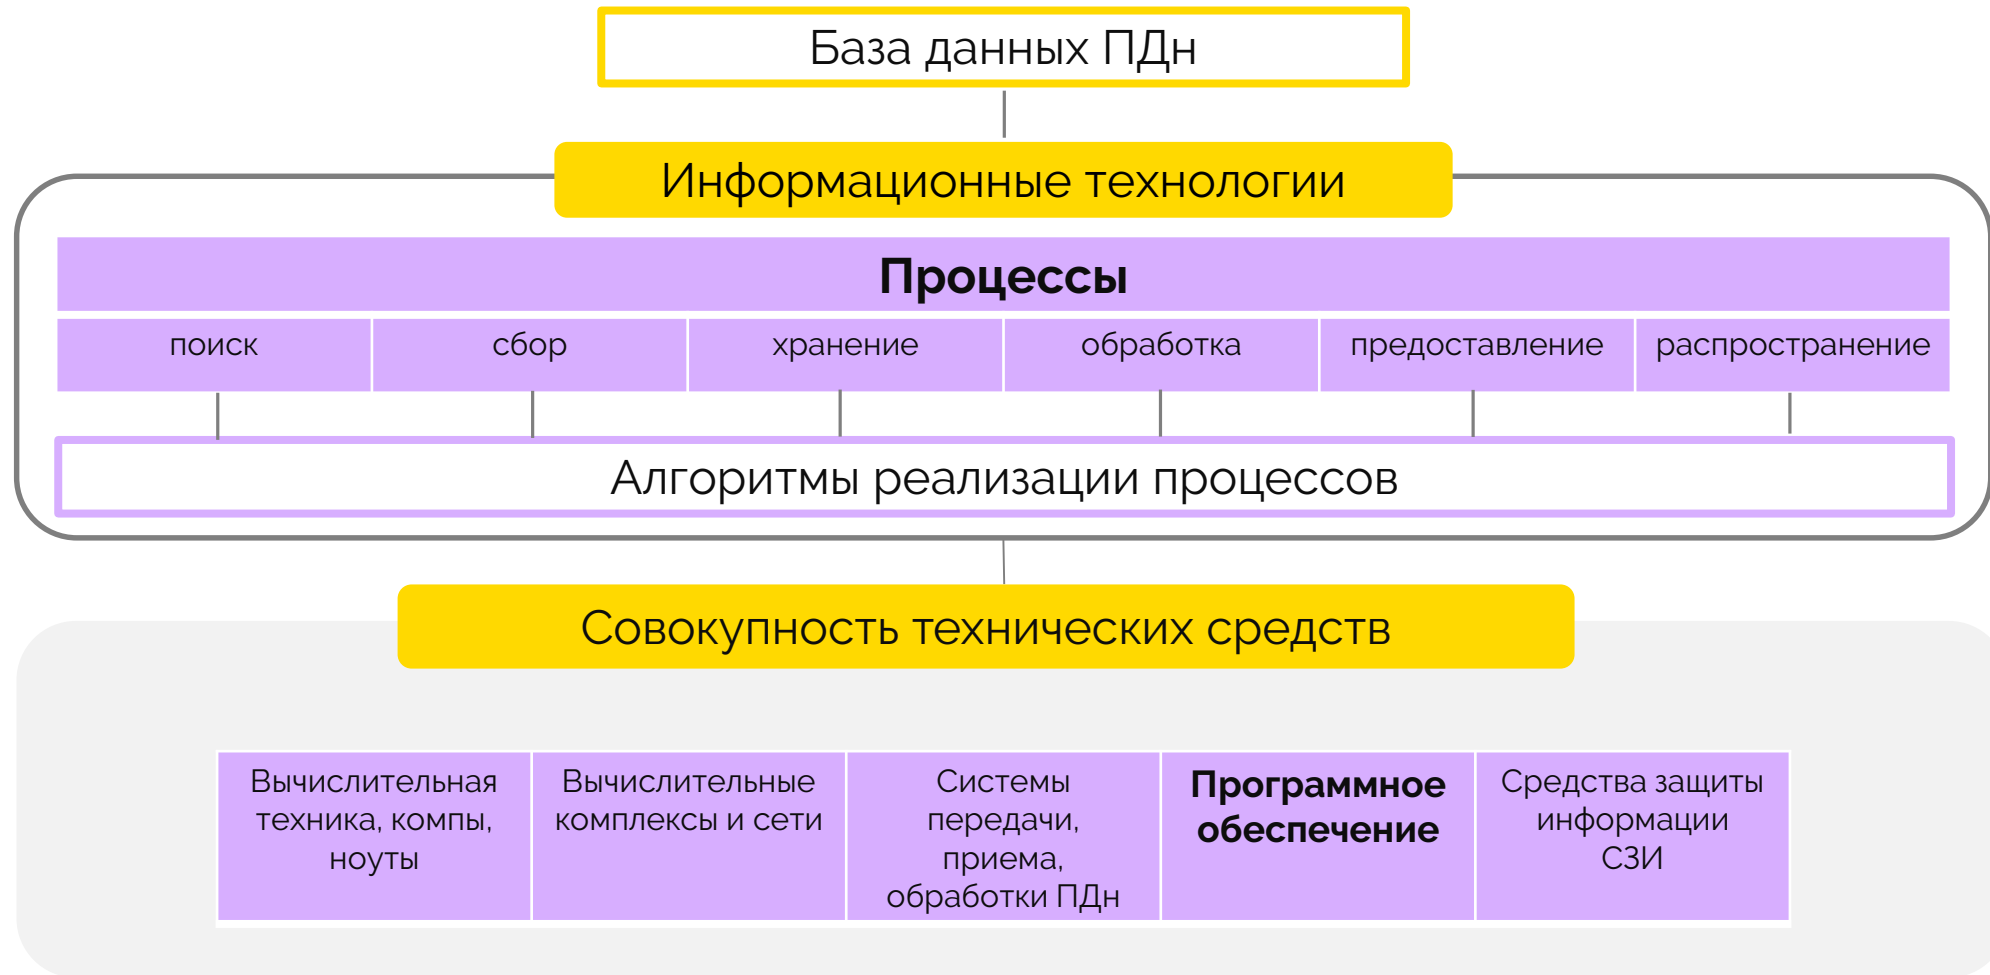 База данных ПДн
Информационные технологии
Процессы
поиск
сбор
хранение
обработка
предоставление
распространение
Алгоритмы реализации процессов
Совокупность технических средств
Вычислительная
техника, компы,
ноуты
Вычислительные
комплексы и сети
Системы
передачи,
приема,
обработки ПДн
Программное
обеспечение
Средства защиты
информации
СЗИ